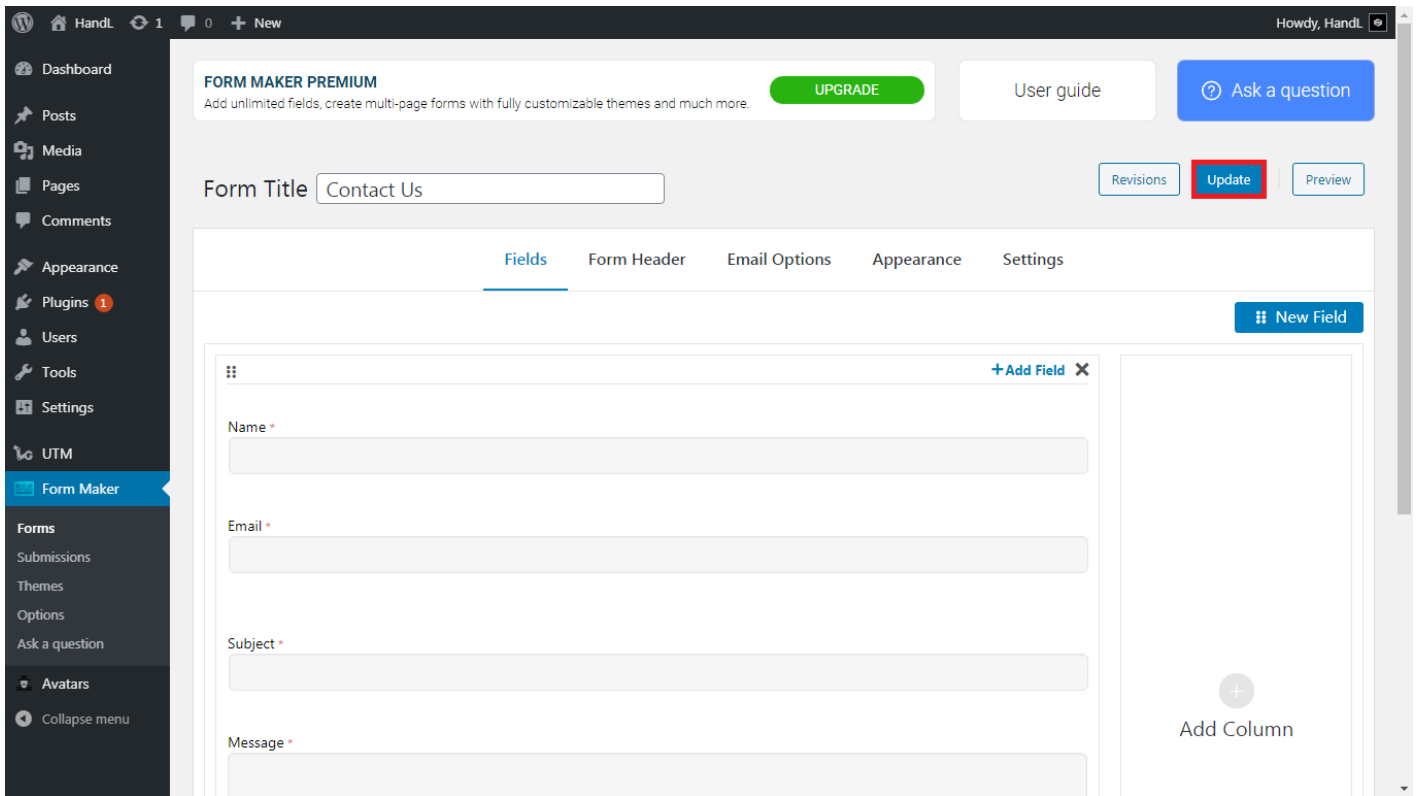 HandL 1 0 New Howdy, HandL
Dashboard
Posts
Media
Pages
Comments
Appearance
Plugins 1
Users
Tools
Settings
UTM
Form Maker
Forms
Submissions
Themes
Options
Ask a question
Avatars
Collapse menu
FORM MAKER PREMIUM
Add unlimited fields, create multi-page forms with fully customizable themes and much more.
UPGRADE
User guide
Ask a question
Form Title Contact Us
Revisions Update Preview
Fields Form Header Email Options Appearance Settings
New Field
+Add Field
Name *
Email *
Subject *
Message *
Add Column